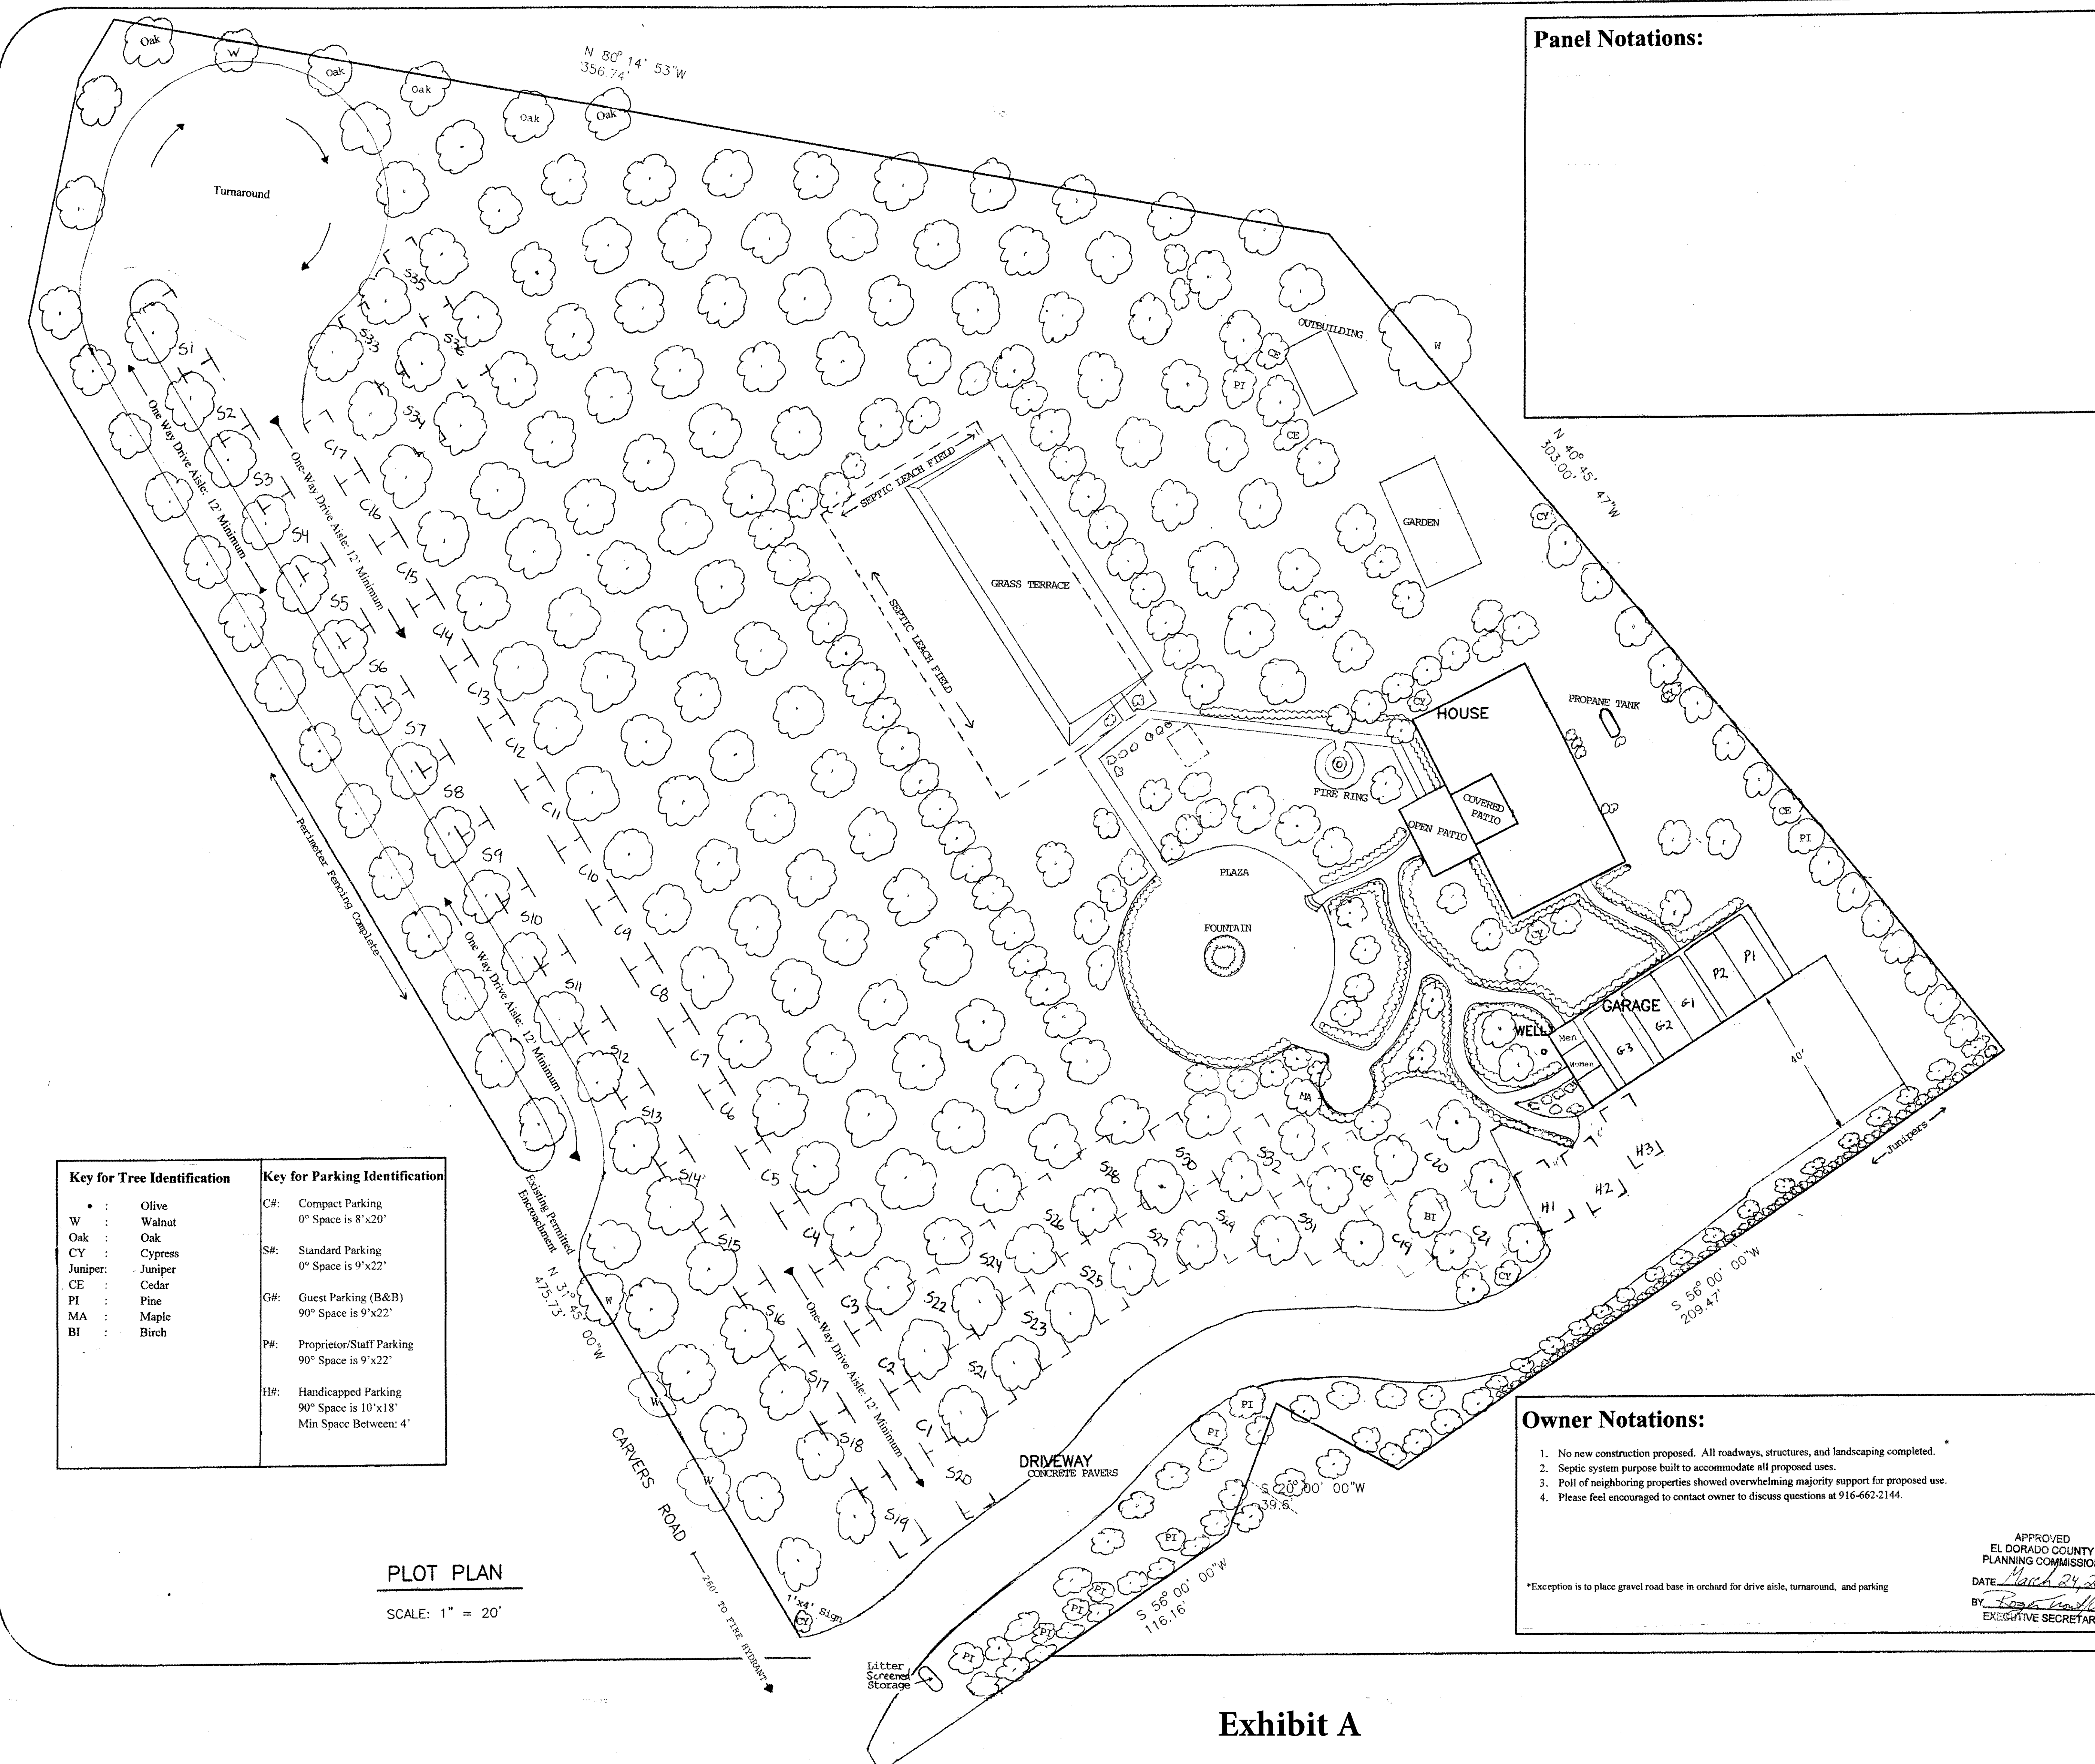 Panel Notations:
Oak
W
Oak
Oak
Oak
Oak
N 80° 14' 53"W
356.74'
Turnaround
S35
S33
S36
S34
S1
S2
S3
S4
S5
S6
S7
S8
S9
S10
S11
S12
S13
S14
S15
S16
S17
S18
S19
One Way Drive Aisle: 12' Minimum
One-Way Drive Aisle: 12' Minimum
C17
C16
C15
C14
C13
C12
C11
C10
C9
C8
C7
C6
C5
C4
C3
C2
C1
S20
OUTBUILDING
W
CE
PI
CE
N 40° 45' 47"W
303.00'
CY
GARDEN
SEPTIC LEACH FIELD
GRASS TERRACE
SEPTIC LEACH FIELD
CY
HOUSE
PROPANE TANK
FIRE RING
COVERED
PATIO
OPEN PATIO
CE
PI
PLAZA
FOUNTAIN
CY
P1
P2
GARAGE
G1
G2
G3
WELL
Men
Women
40'
MA
Perimeter Fencing Complete
One Way Drive Aisle: 12' Minimum
S28
S30
S32
C18
C20
H3
H2
H1
BI
S26
S27
S29
S31
C19
C21
CY
S24
S25
S22
S23
S21
One-Way Drive Aisle: 12' Minimum
Junipers
Existing Permitted
Encroachment
N 31° 45' 00"W
475.73'
W
W
W
S 56° 00' 00"W
209.47'
Key for Tree Identification
• : Olive
W : Walnut
Oak : Oak
CY : Cypress
Juniper: Juniper
CE : Cedar
PI : Pine
MA : Maple
BI : Birch
Key for Parking Identification
C#: Compact Parking
0° Space is 8'x20'
S#: Standard Parking
0° Space is 9'x22'
G#: Guest Parking (B&B)
90° Space is 9'x22'
P#: Proprietor/Staff Parking
90° Space is 9'x22'
H#: Handicapped Parking
90° Space is 10'x18'
Min Space Between: 4'
CARVERS ROAD
DRIVEWAY
CONCRETE PAVERS
PI
PI
S 20° 00' 00"W
39.6'
PI
PI
PI
PI
PI
S 56° 00' 00"W
116.16'
1'x4' Sign
CY
260' TO FIRE HYDRANT
Litter
Screened
Storage
PLOT PLAN
SCALE: 1" = 20'
Owner Notations:
1. No new construction proposed. All roadways, structures, and landscaping completed. *
2. Septic system purpose built to accommodate all proposed uses.
3. Poll of neighboring properties showed overwhelming majority support for proposed use.
4. Please feel encouraged to contact owner to discuss questions at 916-662-2144.
*Exception is to place gravel road base in orchard for drive aisle, turnaround, and parking
APPROVED
EL DORADO COUNTY
PLANNING COMMISSION
DATE March 24, 2
BY
EXECUTIVE SECRETAR
Exhibit A